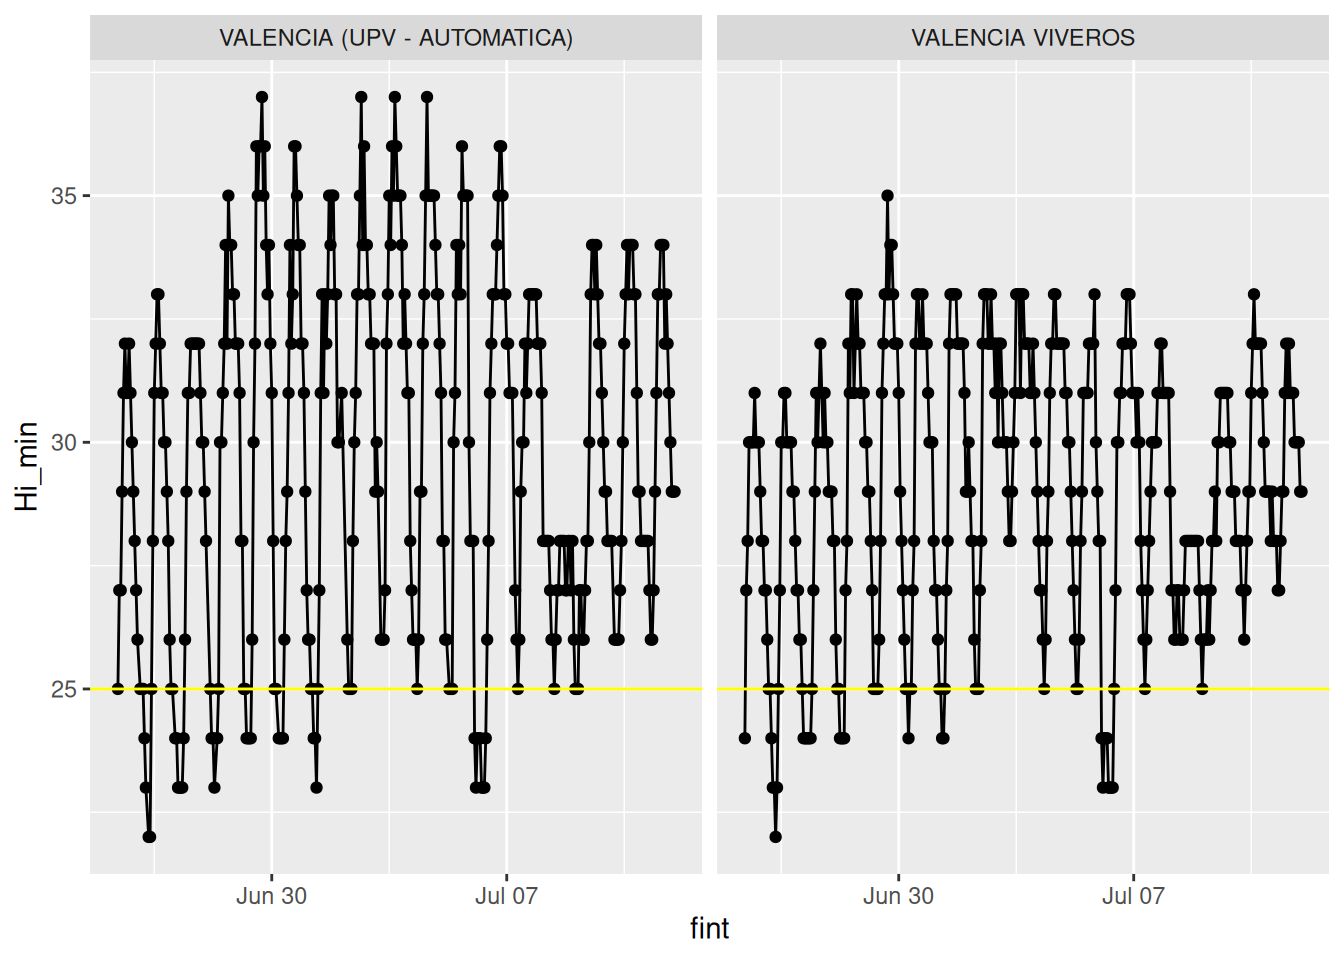 VALENCIA (UPV - AUTOMATICA)
VALENCIA VIVEROS
Hi_min
35
30
25
Jun 30
Jul 07
Jun 30
Jul 07
fint